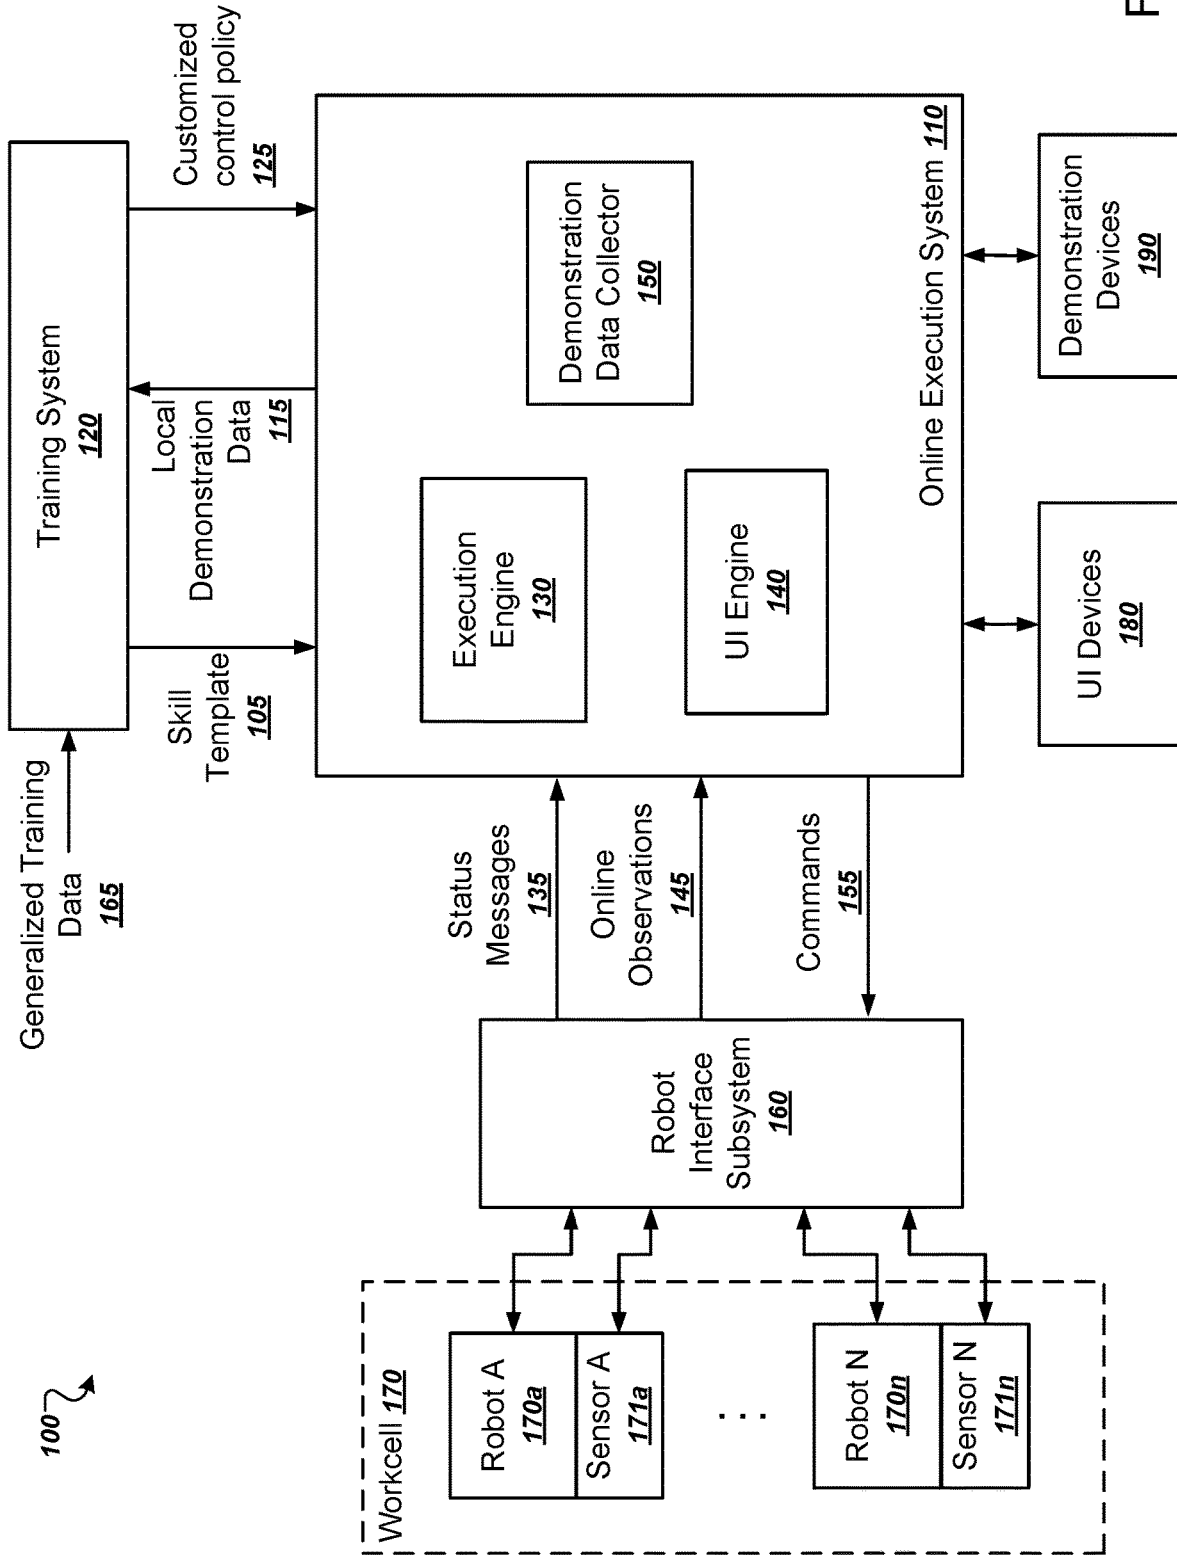 100
Generalized Training
Data
165
Training System
120
Skill
Template
105
Local
Demonstration
Data
115
Customized
control policy
125
Workcell 170
Robot A
170a
Sensor A
171a
. . .
Robot N
170n
Sensor N
171n
Robot
Interface
Subsystem
160
Status
Messages
135
Online
Observations
145
Commands
155
Execution
Engine
130
Demonstration
Data Collector
150
UI Engine
140
Online Execution System 110
UI Devices
180
Demonstration
Devices
190
F